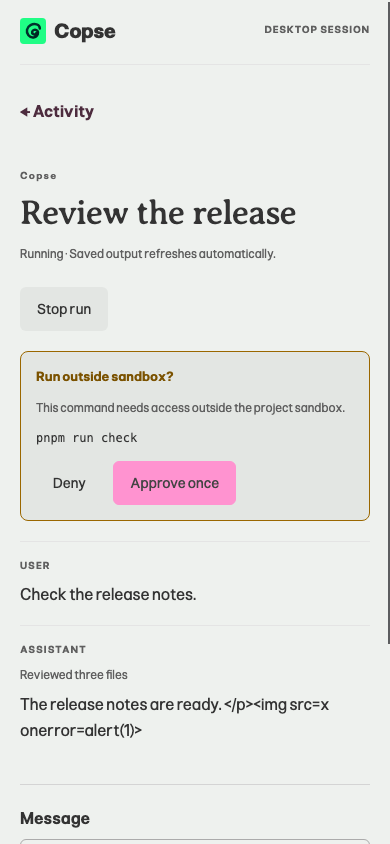 Copse
DESKTOP SESSION
← Activity
Copse
Review the release
Running · Saved output refreshes automatically.
Stop run
Run outside sandbox?
This command needs access outside the project sandbox.
pnpm run check
Deny
Approve once
USER
Check the release notes.
ASSISTANT
Reviewed three files
The release notes are ready. </p><img src=x
onerror=alert(1)>
Message